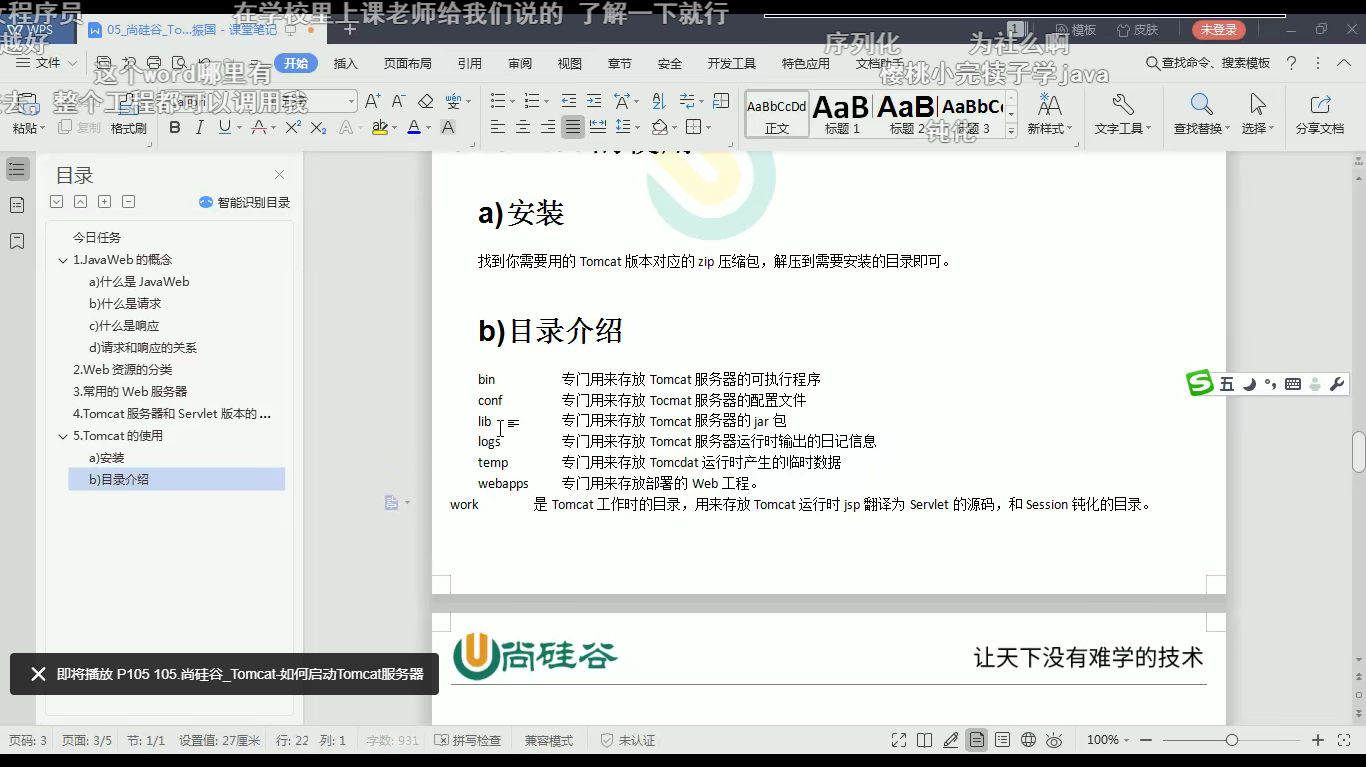 女程序员 在学校里上课老师给我们说的 了解一下就行
WPS 05_尚硅谷_To...振国 - 课堂笔记 1 模板 皮肤 未登录
越好 序列化 为社么啊
文件 开始 插入 页面布局 引用 审阅 视图 章节 安全 开发工具 特色应用 文档助手 查找命令、搜索模板
这个word哪里有 樱桃小完犊子学java
去 整个工程都可以调用我
粘贴 复制 格式刷 B I U A X² X₂ A A A
AaBbCcDd AaB AaB AaBbC
正文 标题 1 标题 2 标题 3 新样式 文字工具 查找替换 选择 分享文档
钝化
目录
智能识别目录
今日任务
1.JavaWeb 的概念
a)什么是 JavaWeb
b)什么是请求
c)什么是响应
d)请求和响应的关系
2.Web 资源的分类
3.常用的 Web 服务器
4.Tomcat 服务器和 Servlet 版本的 ...
5.Tomcat 的使用
a)安装
b)目录介绍
a)安装
找到你需要用的 Tomcat 版本对应的 zip 压缩包，解压到需要安装的目录即可。
b)目录介绍
bin 专门用来存放 Tomcat 服务器的可执行程序
conf 专门用来存放 Tocmat 服务器的配置文件
lib 专门用来存放 Tomcat 服务器的 jar 包
logs 专门用来存放 Tomcat 服务器运行时输出的日记信息
temp 专门用来存放 Tomcdat 运行时产生的临时数据
webapps 专门用来存放部署的 Web 工程。
work 是 Tomcat 工作时的目录，用来存放 Tomcat 运行时 jsp 翻译为 Servlet 的源码，和 Session 钝化的目录。
五
尚硅谷 让天下没有难学的技术
即将播放 P105 105.尚硅谷_Tomcat-如何启动Tomcat服务器
页码: 3 页面: 3/5 节: 1/1 设置值: 27厘米 行: 22 列: 1 字数: 931 拼写检查 兼容模式 未认证 100%